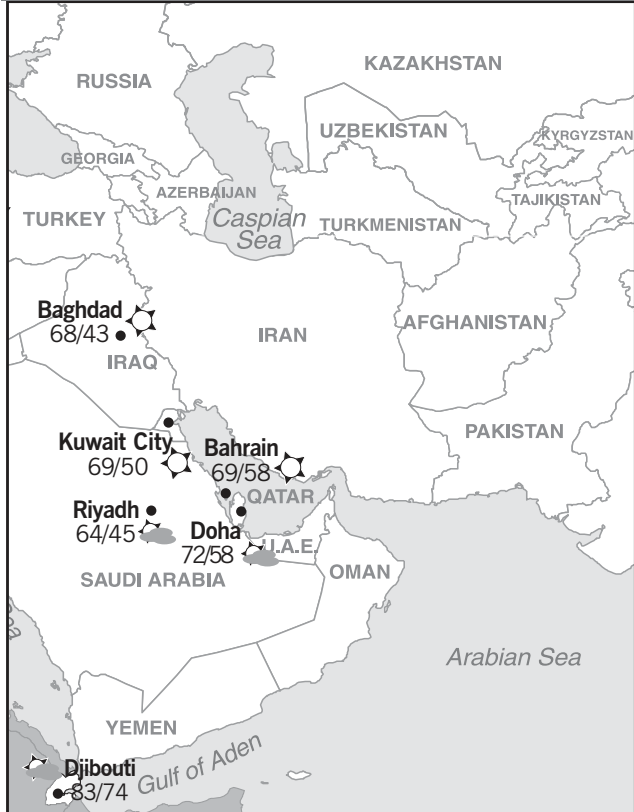 KAZAKHSTAN
RUSSIA
UZBEKISTAN
KYRGYZSTAN
GEORGIA
AZERBAIJAN
TAJIKISTAN
TURKEY
Caspian
Sea
TURKMENISTAN
Baghdad
68/43
IRAQ
IRAN
AFGHANISTAN
PAKISTAN
Kuwait City
69/50
Bahrain
69/58
QATAR
Riyadh
64/45
Doha
72/58
U.A.E.
SAUDI ARABIA
OMAN
Arabian Sea
YEMEN
Gulf of Aden
Djibouti
83/74